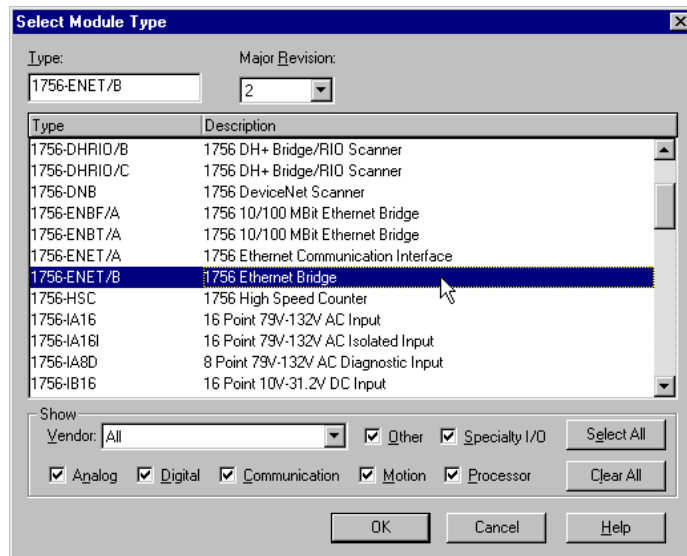 Select Module Type
Type: Major Revision:
1756-ENET/B 2
Type Description
1756-DHRIO/B 1756 DH+ Bridge/RIO Scanner
1756-DHRIO/C 1756 DH+ Bridge/RIO Scanner
1756-DNB 1756 DeviceNet Scanner
1756-ENBF/A 1756 10/100 MBit Ethernet Bridge
1756-ENBT/A 1756 10/100 MBit Ethernet Bridge
1756-ENET/A 1756 Ethernet Communication Interface
1756-ENET/B 1756 Ethernet Bridge
1756-HSC 1756 High Speed Counter
1756-IA16 16 Point 79V-132V AC Input
1756-IA16I 16 Point 79V-132V AC Isolated Input
1756-IA8D 8 Point 79V-132V AC Diagnostic Input
1756-IB16 16 Point 10V-31.2V DC Input
Show
Vendor: All Other Specialty I/O Select All
Analog Digital Communication Motion Processor Clear All
OK Cancel Help